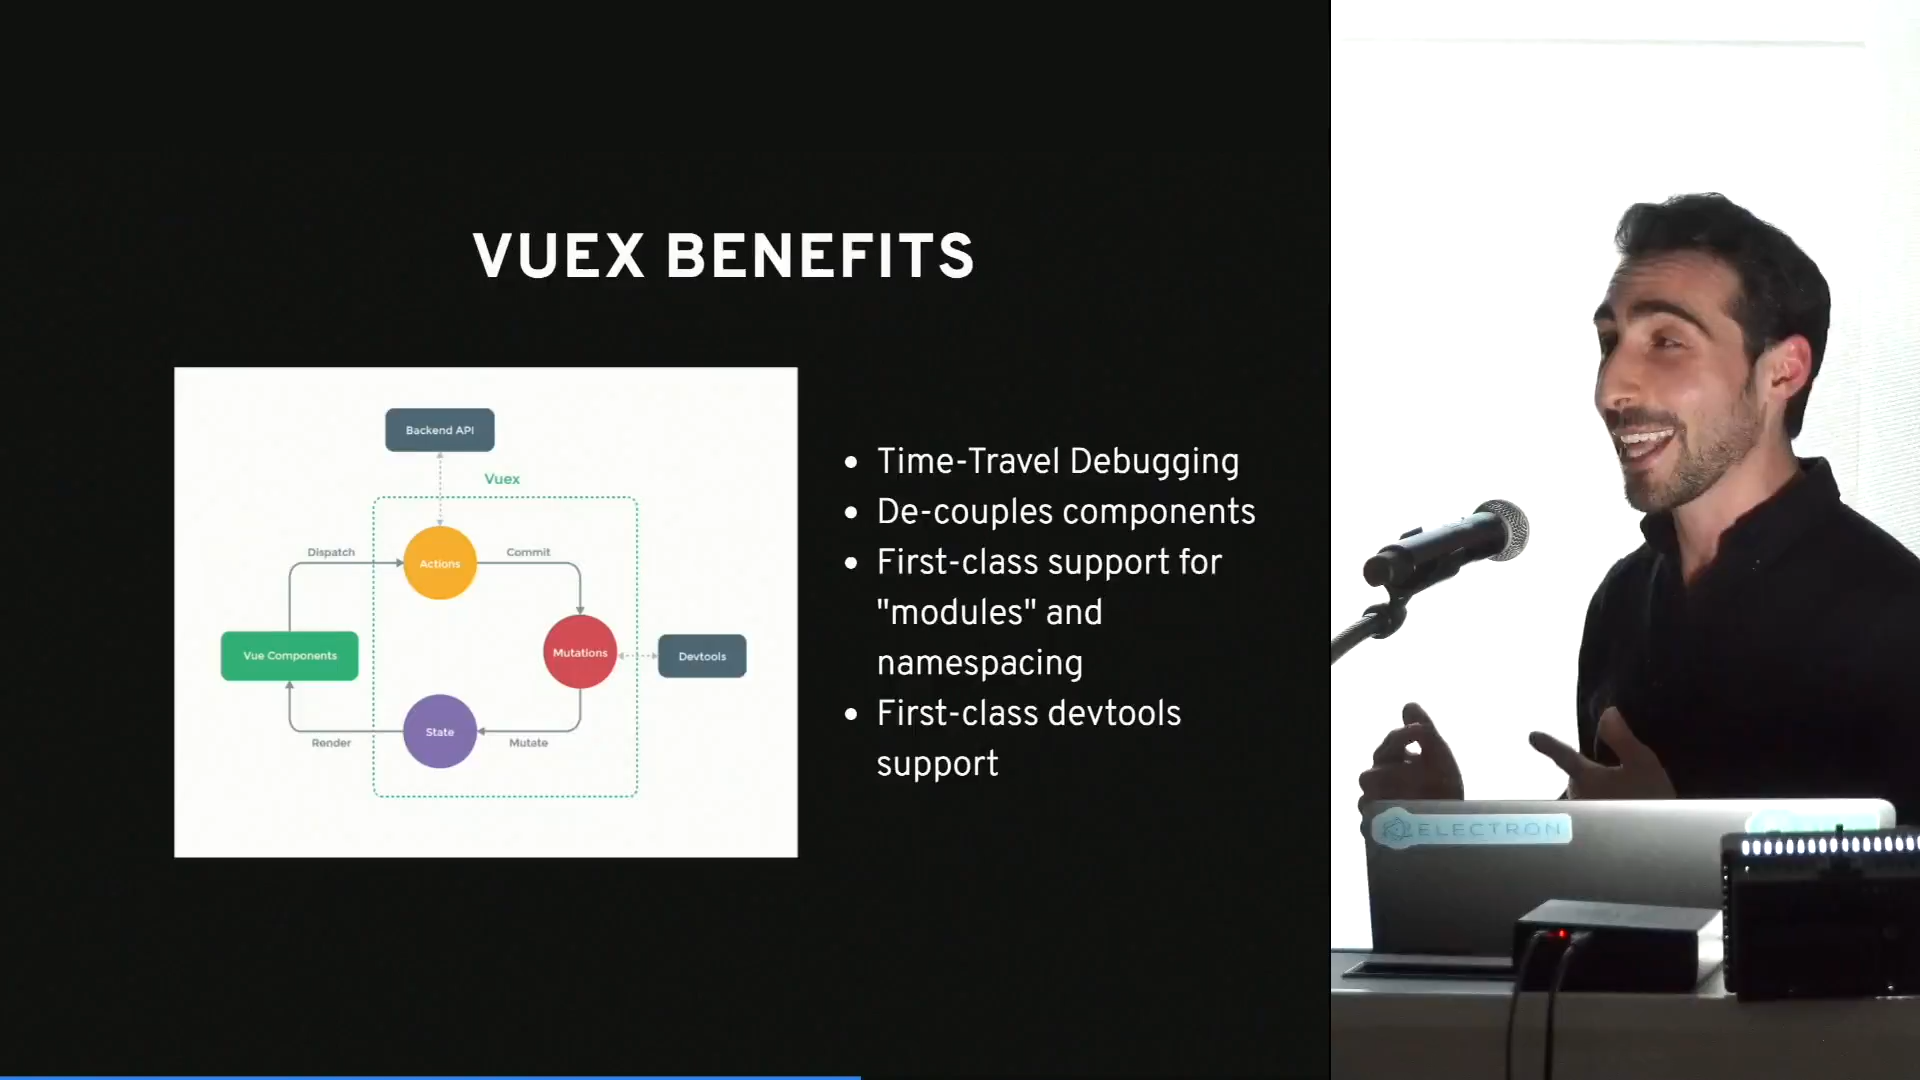 VUEX BENEFITS
Backend API
Vuex
Dispatch
Actions
Commit
Vue Components
Mutations
Devtools
State
Render
Mutate
• Time-Travel Debugging
• De-couples components
• First-class support for
"modules" and
namespacing
• First-class devtools
support
ELECTRON